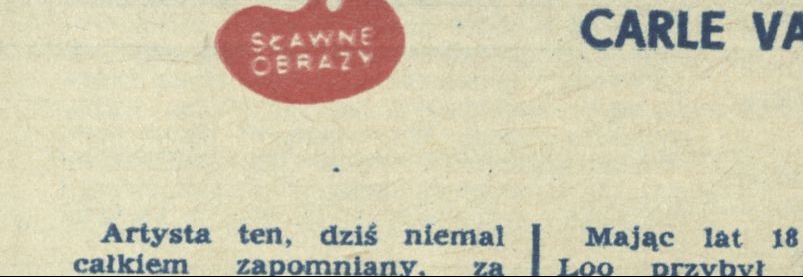 SŁAWNE
OBRAZY
CARLE VA
Artysta ten, dziś niemal
całkiem zapomniany, za
Mając lat 18
Loo przybył